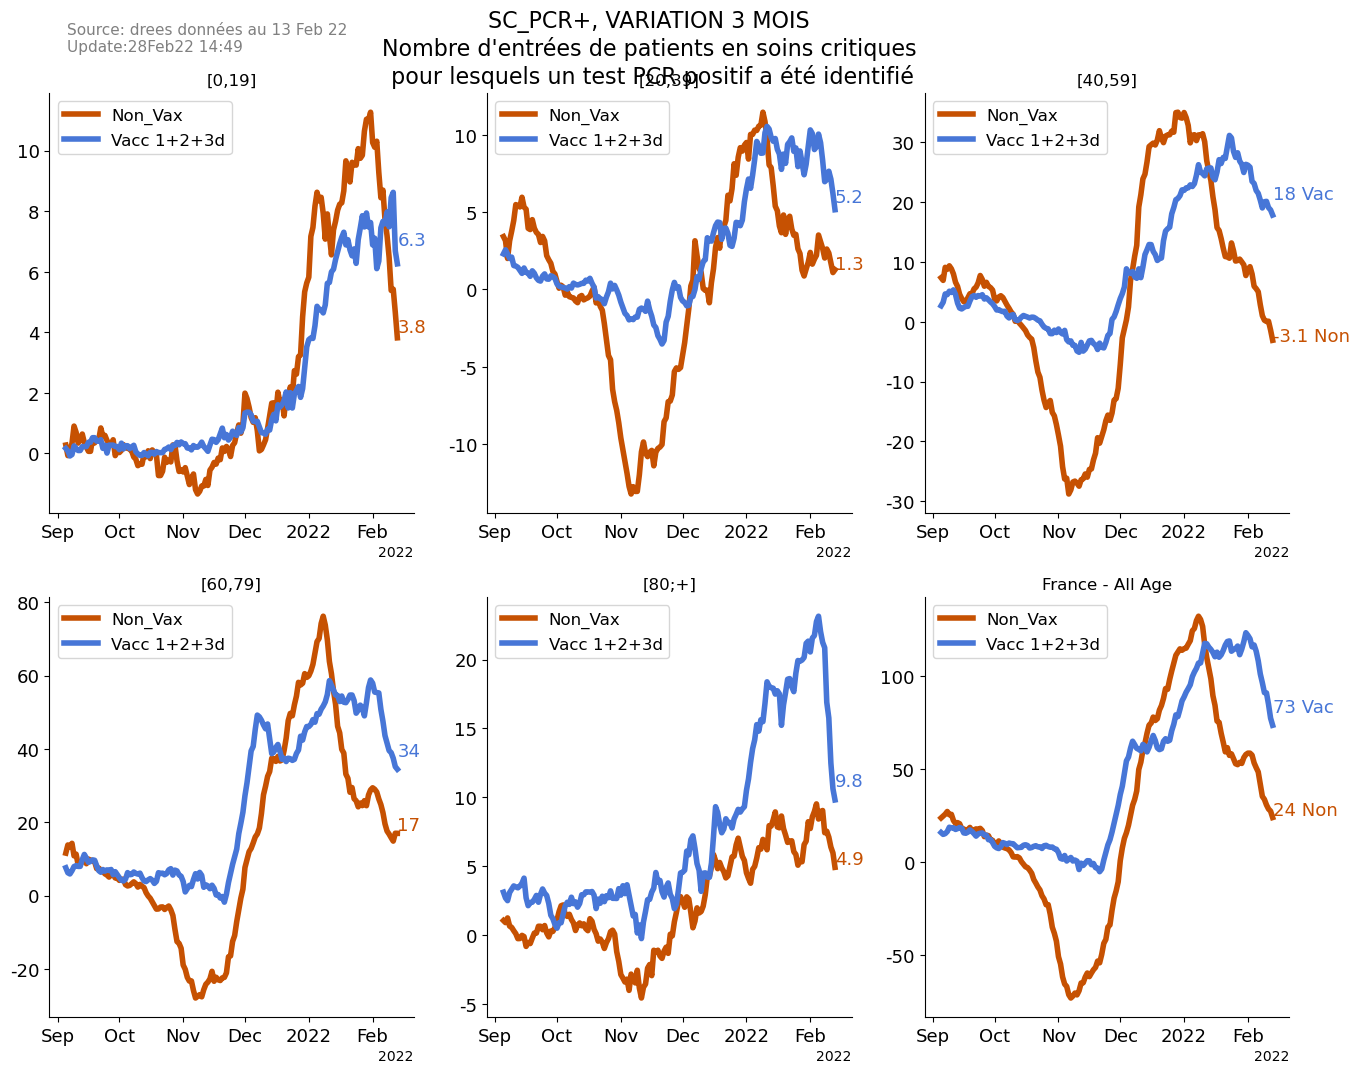 Source: drees données au 13 Feb 22
Update:28Feb22 14:49
SC_PCR+, VARIATION 3 MOIS
Nombre d'entrées de patients en soins critiques
pour lesquels un test PCR positif a été identifié
[0,19]
Non_Vax
Vacc 1+2+3d
10
8
6
4
2
0
6.3
3.8
Sep Oct Nov Dec 2022 Feb
2022
[20,39]
Non_Vax
Vacc 1+2+3d
10
5
0
-5
-10
5.2
1.3
Sep Oct Nov Dec 2022 Feb
2022
[40,59]
Non_Vax
Vacc 1+2+3d
30
20
10
0
-10
-20
-30
18 Vac
-3.1 Non
Sep Oct Nov Dec 2022 Feb
2022
[60,79]
Non_Vax
Vacc 1+2+3d
80
60
40
20
0
-20
34
17
Sep Oct Nov Dec 2022 Feb
2022
[80;+]
Non_Vax
Vacc 1+2+3d
20
15
10
5
0
-5
9.8
4.9
Sep Oct Nov Dec 2022 Feb
2022
France - All Age
Non_Vax
Vacc 1+2+3d
100
50
0
-50
73 Vac
24 Non
Sep Oct Nov Dec 2022 Feb
2022